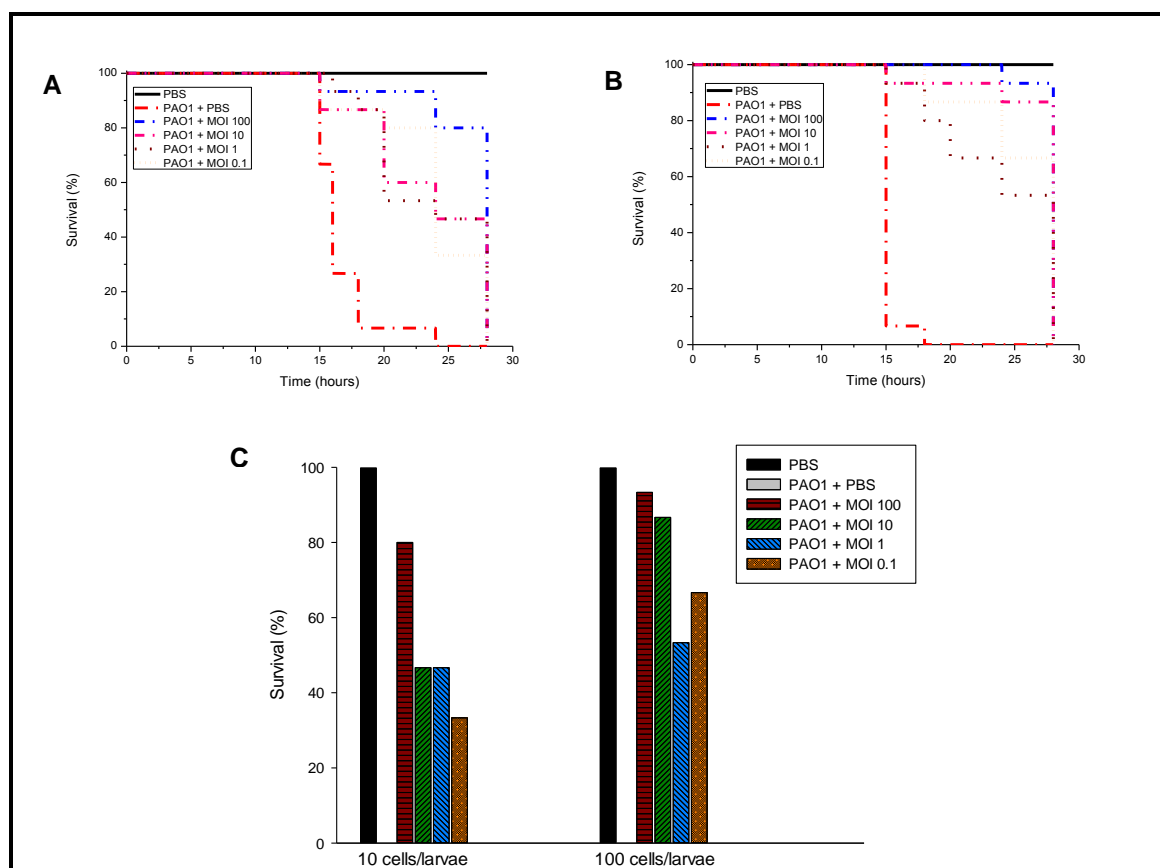 A
100
80
60
40
20
0
0 5 10 15 20 25 30
Survival (%)
Time (hours)
PBS
PAO1 + PBS
PAO1 + MOI 100
PAO1 + MOI 10
PAO1 + MOI 1
PAO1 + MOI 0.1
B
100
80
60
40
20
0
0 5 10 15 20 25 30
Survival (%)
Time (hours)
PBS
PAO1 + PBS
PAO1 + MOI 100
PAO1 + MOI 10
PAO1 + MOI 1
PAO1 + MOI 0.1
C
100
80
60
40
20
0
Survival (%)
10 cells/larvae 100 cells/larvae
PBS
PAO1 + PBS
PAO1 + MOI 100
PAO1 + MOI 10
PAO1 + MOI 1
PAO1 + MOI 0.1